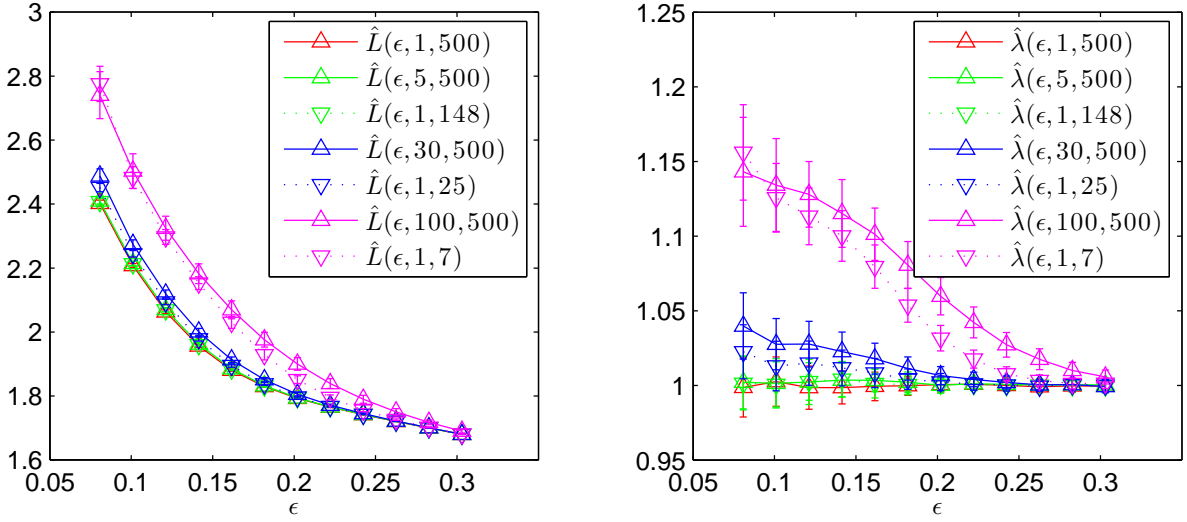 3
2.8
2.6
2.4
2.2
2
1.8
1.6
0.05
0.1
0.15
0.2
0.25
0.3
ϵ
L̂(ϵ, 1, 500)
L̂(ϵ, 5, 500)
L̂(ϵ, 1, 148)
L̂(ϵ, 30, 500)
L̂(ϵ, 1, 25)
L̂(ϵ, 100, 500)
L̂(ϵ, 1, 7)
1.25
1.2
1.15
1.1
1.05
1
0.95
0.05
0.1
0.15
0.2
0.25
0.3
ϵ
λ̂(ϵ, 1, 500)
λ̂(ϵ, 5, 500)
λ̂(ϵ, 1, 148)
λ̂(ϵ, 30, 500)
λ̂(ϵ, 1, 25)
λ̂(ϵ, 100, 500)
λ̂(ϵ, 1, 7)